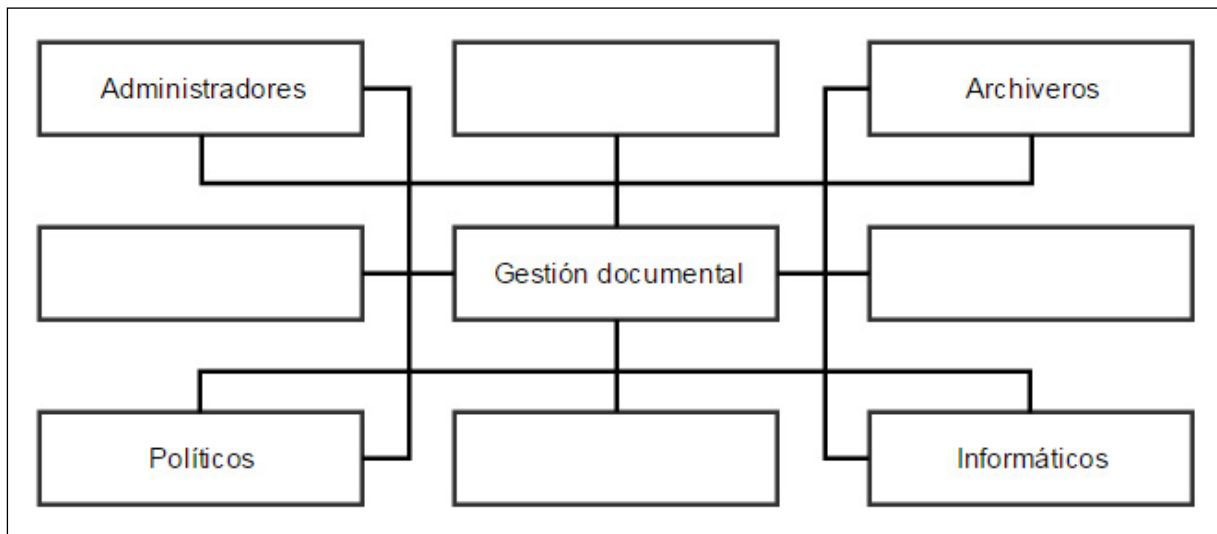 Administradores
Archiveros
Gestión documental
Políticos
Informáticos